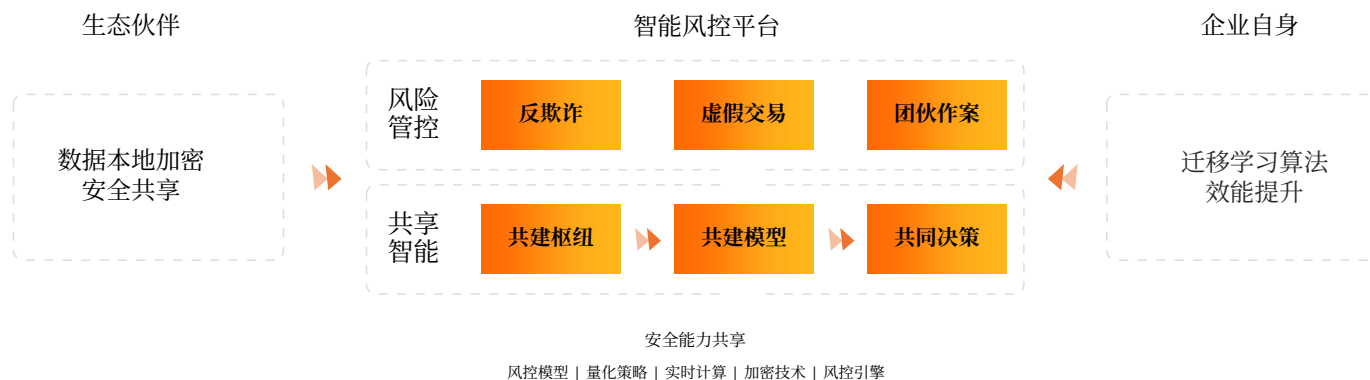 生态伙伴
智能风控平台
企业自身
数据本地加密
安全共享
风险
管控
反欺诈
虚假交易
团伙作案
共享
智能
共建枢纽
共建模型
共同决策
迁移学习算法
效能提升
安全能力共享
风控模型 | 量化策略 | 实时计算 | 加密技术 | 风控引擎